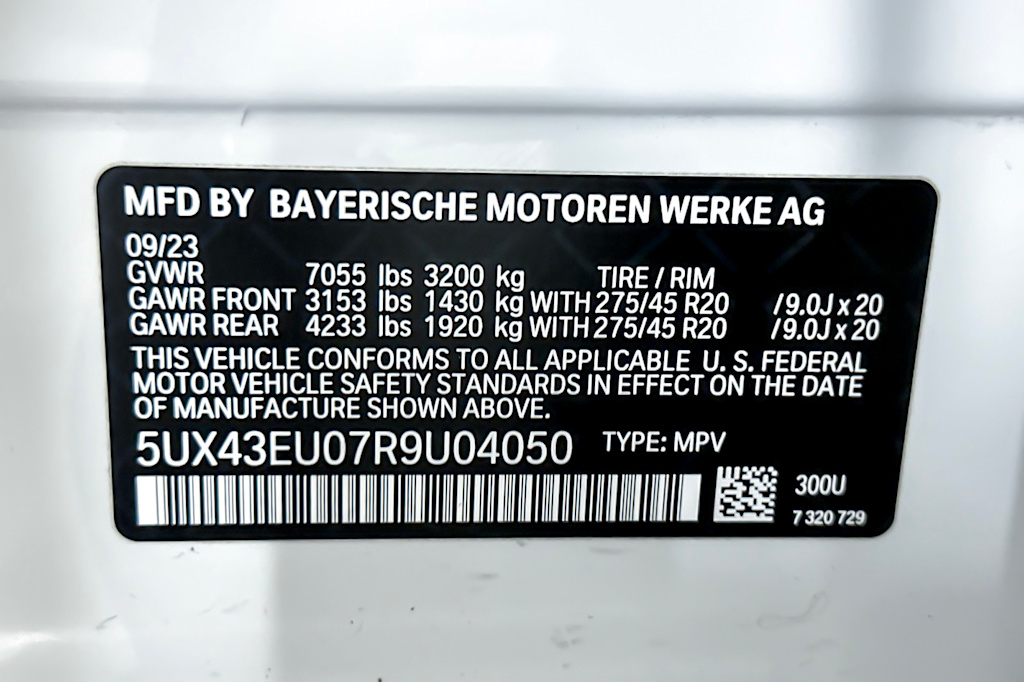 MFD BY BAYERISCHE MOTOREN WERKE AG
09/23
GVWR 7055 lbs 3200 kg TIRE / RIM
GAWR FRONT 3153 lbs 1430 kg WITH 275/45 R20 /9.0J x 20
GAWR REAR 4233 lbs 1920 kg WITH 275/45 R20 /9.0J x 20
THIS VEHICLE CONFORMS TO ALL APPLICABLE U. S. FEDERAL
MOTOR VEHICLE SAFETY STANDARDS IN EFFECT ON THE DATE
OF MANUFACTURE SHOWN ABOVE.
5UX43EU07R9U04050 TYPE: MPV
300U
7 320 729